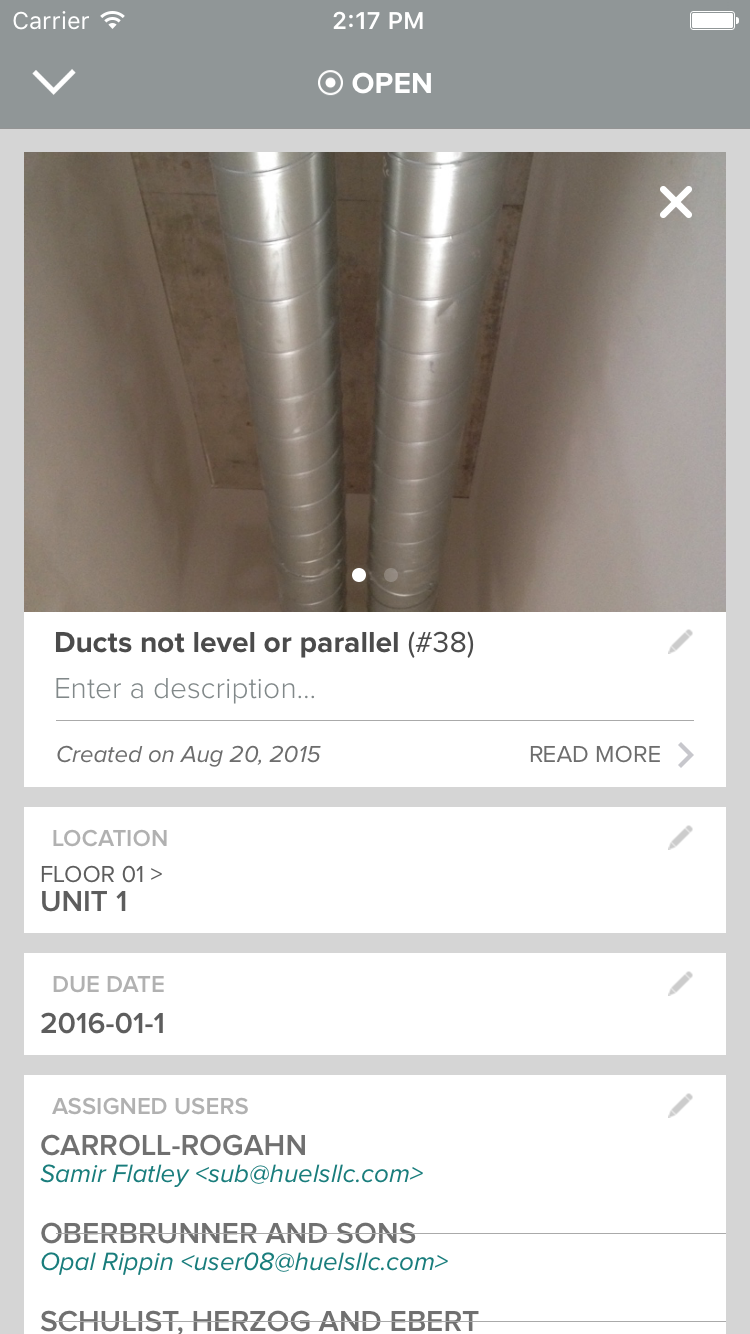 Carrier 2:17 PM
OPEN
Ducts not level or parallel (#38)
Enter a description...
Created on Aug 20, 2015 READ MORE
LOCATION
FLOOR 01 >
UNIT 1
DUE DATE
2016-01-1
ASSIGNED USERS
CARROLL-ROGAHN
Samir Flatley <sub@huelsllc.com>
OBERBRUNNER AND SONS
Opal Rippin <user08@huelsllc.com>
SCHULIST, HERZOG AND EBERT